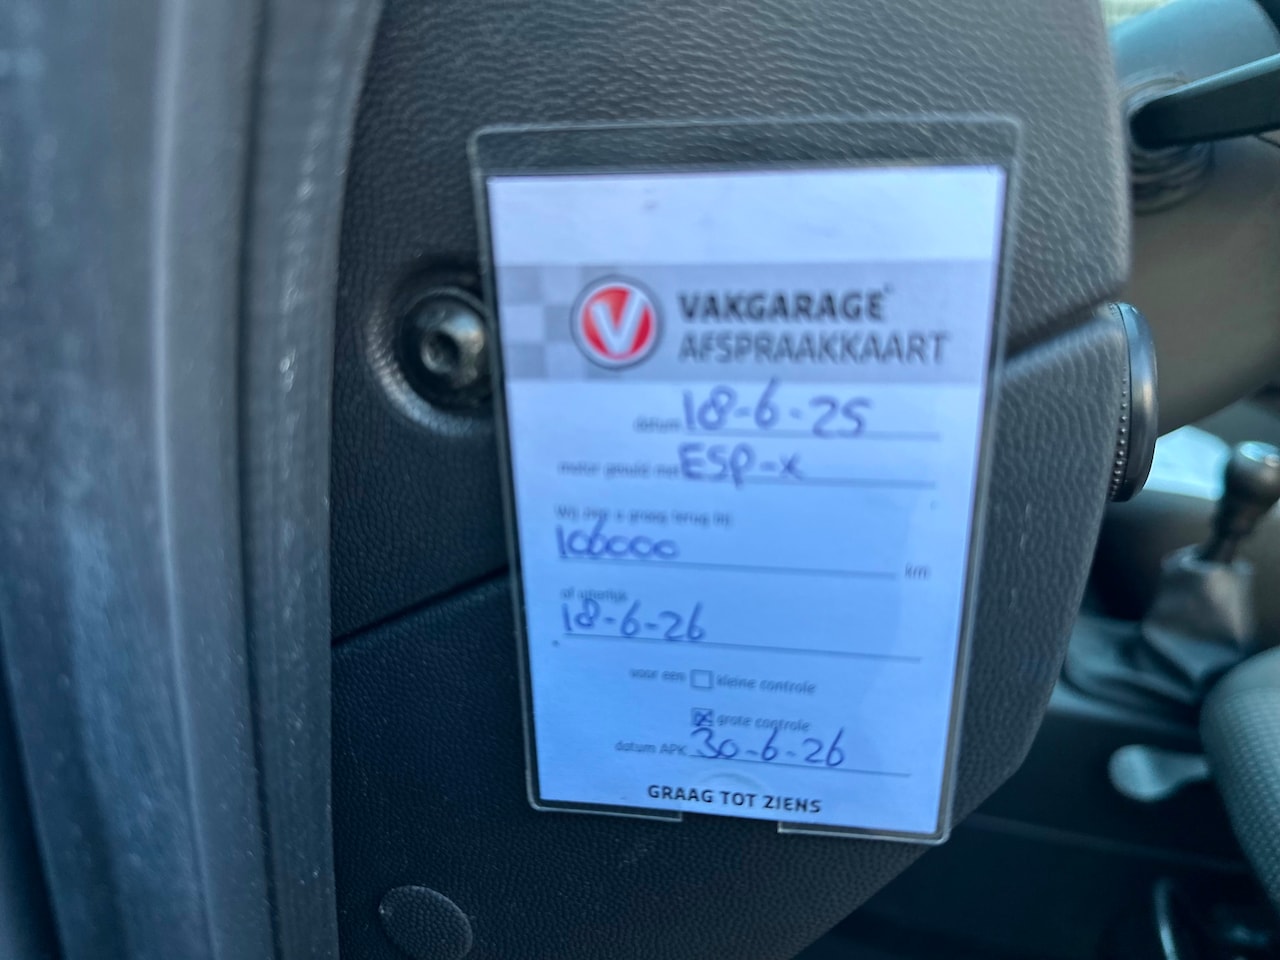 VAKGARAGE
AFSPRAAKKAART
datum 18-6-25
motor gevuld met ESP-x
Wij zien u graag terug bij
106000 km
of uiterlijk
18-6-26
voor een kleine controle
grote controle
datum APK 30-6-26
GRAAG TOT ZIENS